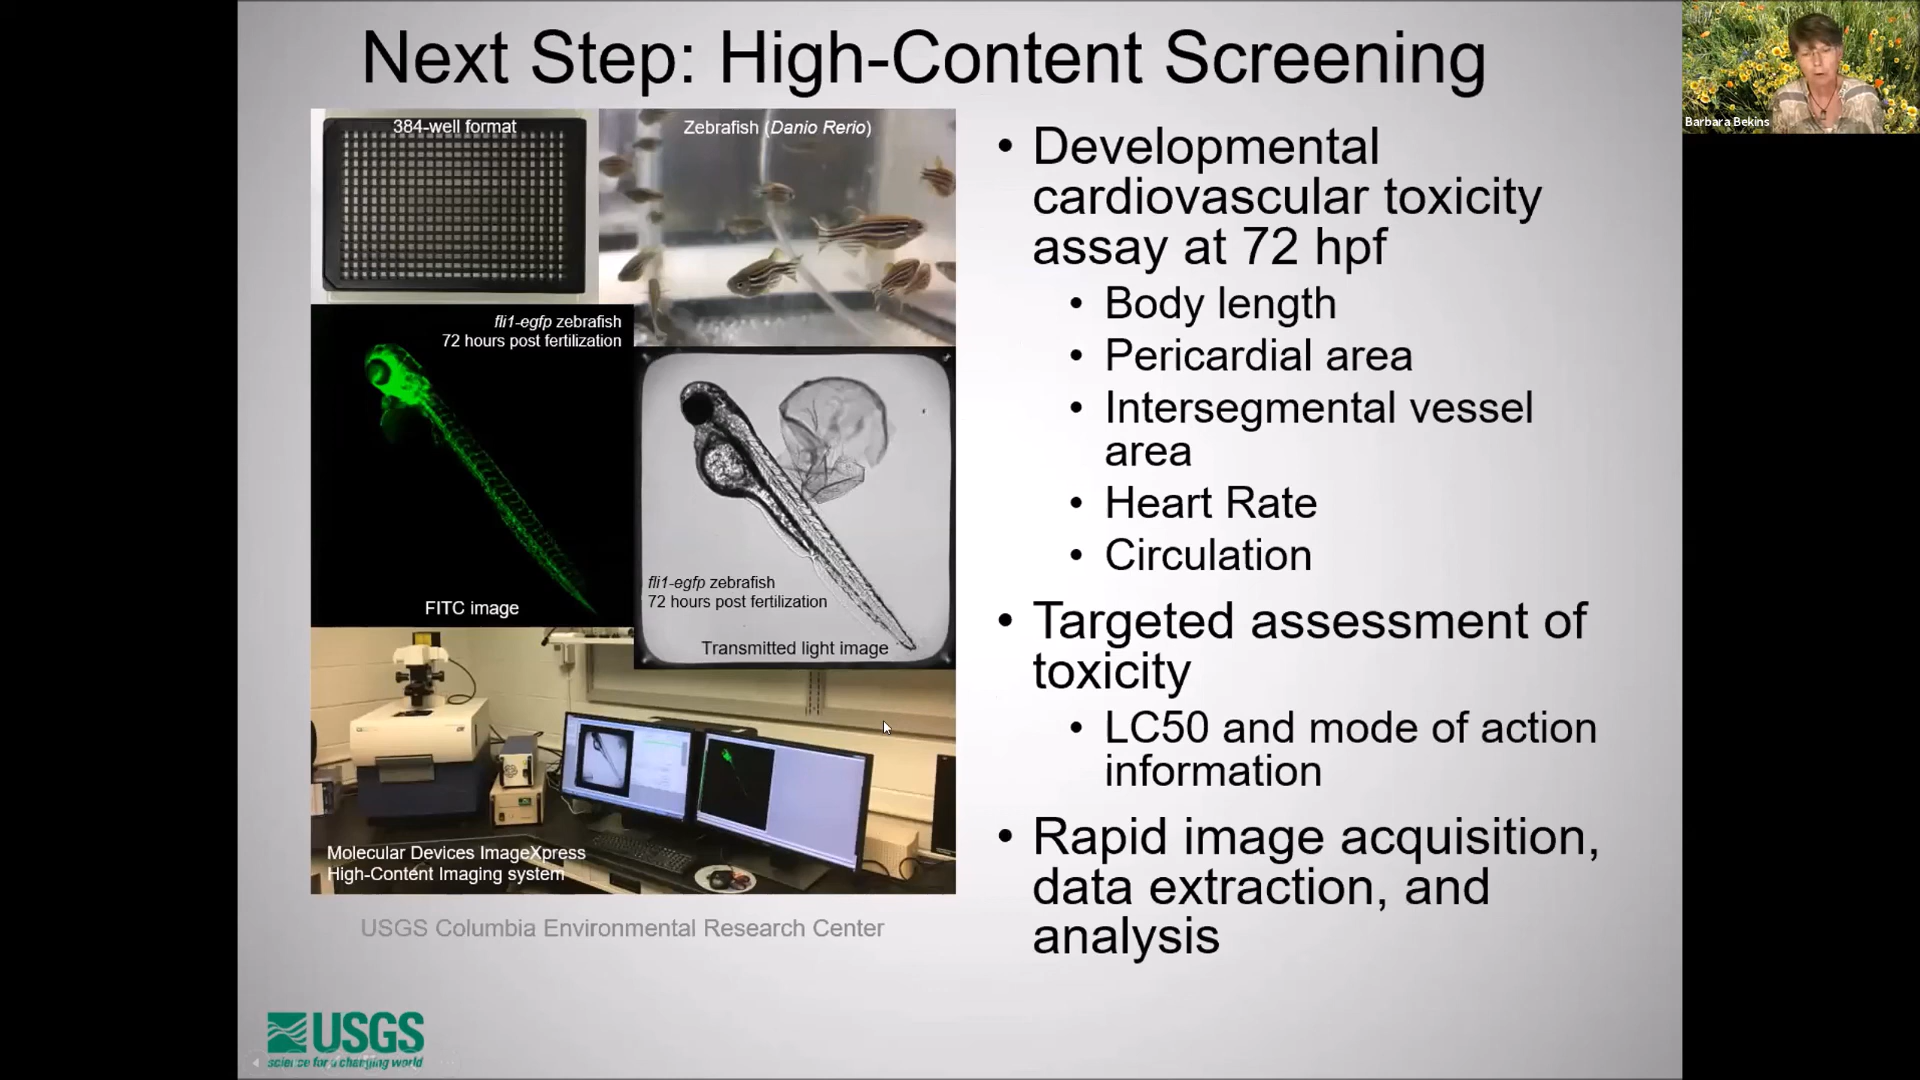 Next Step: High-Content Screening
384-well format
Zebrafish (Danio Rerio)
fli1-egfp zebrafish
72 hours post fertilization
FITC image
fli1-egfp zebrafish
72 hours post fertilization
Transmitted light image
Molecular Devices ImageXpress
High-Content Imaging system
USGS Columbia Environmental Research Center
• Developmental
cardiovascular toxicity
assay at 72 hpf
• Body length
• Pericardial area
• Intersegmental vessel
area
• Heart Rate
• Circulation
• Targeted assessment of
toxicity
• LC50 and mode of action
information
• Rapid image acquisition,
data extraction, and
analysis
USGS
science for a changing world
Barbara Bekins